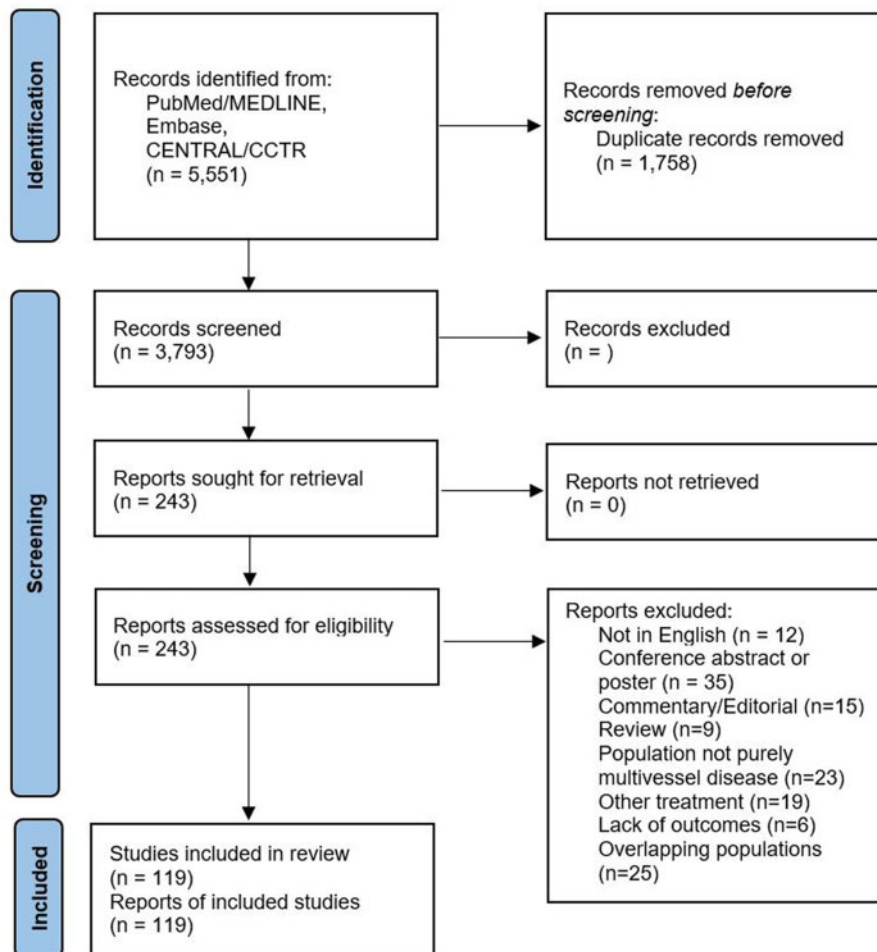 Identification
Records identified from:
PubMed/MEDLINE,
Embase,
CENTRAL/CCTR
(n = 5,551)
Records removed before
screening:
Duplicate records removed
(n = 1,758)
Screening
Records screened
(n = 3,793)
Records excluded
(n = )
Reports sought for retrieval
(n = 243)
Reports not retrieved
(n = 0)
Reports assessed for eligibility
(n = 243)
Reports excluded:
Not in English (n = 12)
Conference abstract or
poster (n = 35)
Commentary/Editorial (n=15)
Review (n=9)
Population not purely
multivessel disease (n=23)
Other treatment (n=19)
Lack of outcomes (n=6)
Overlapping populations
(n=25)
Included
Studies included in review
(n = 119)
Reports of included studies
(n = 119)